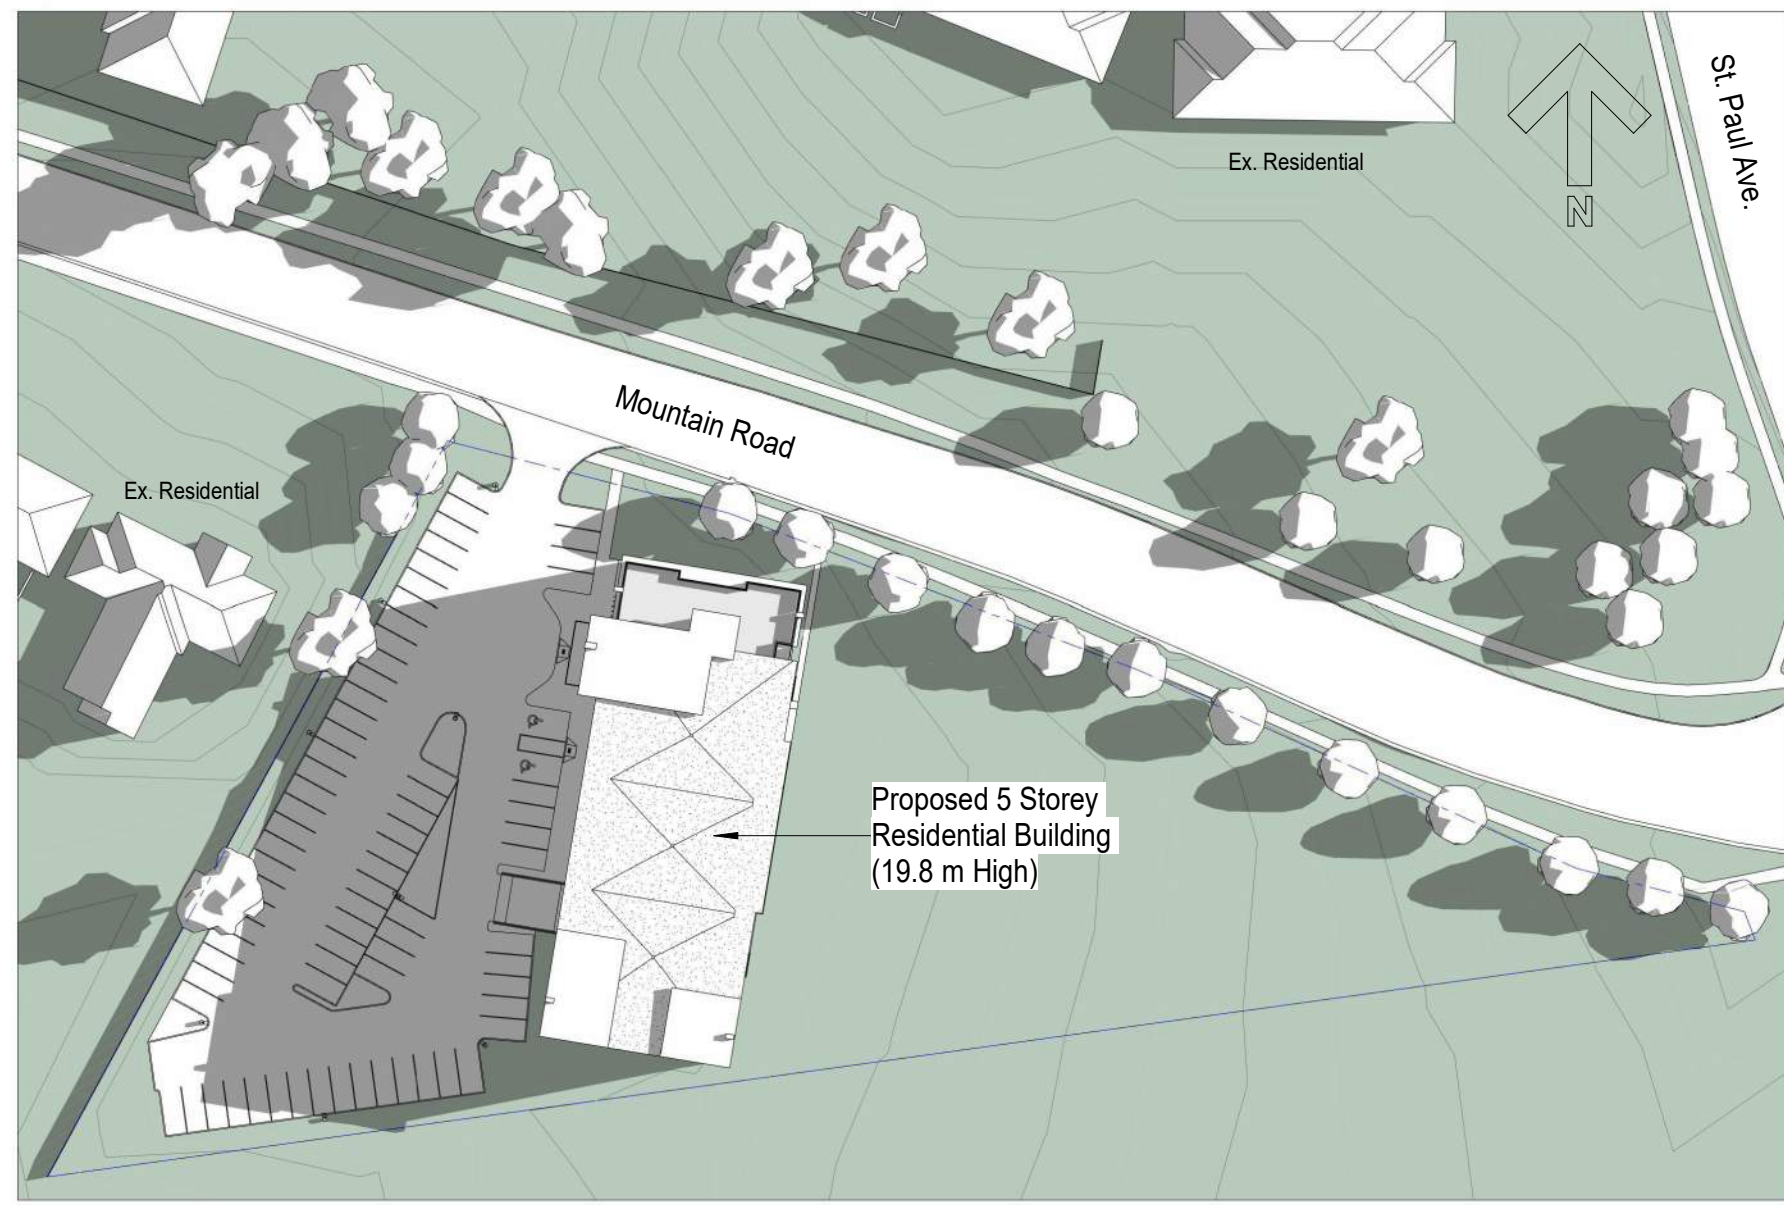 St. Paul Ave.
Ex. Residential
N
Mountain Road
Ex. Residential
Proposed 5 Storey
Residential Building
(19.8 m High)